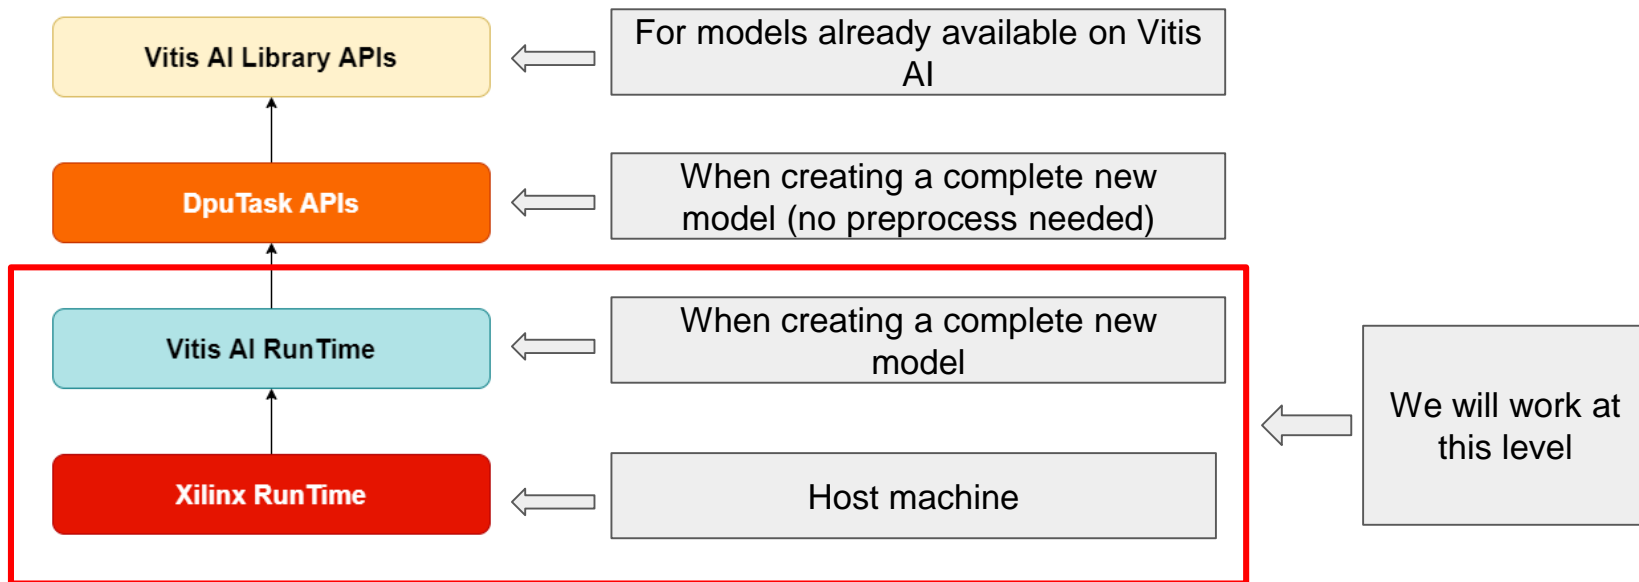 Vitis AI Library APIs
For models already available on Vitis
AI
DpuTask APIs
When creating a complete new
model (no preprocess needed)
Vitis AI RunTime
When creating a complete new
model
We will work at
this level
Xilinx RunTime
Host machine